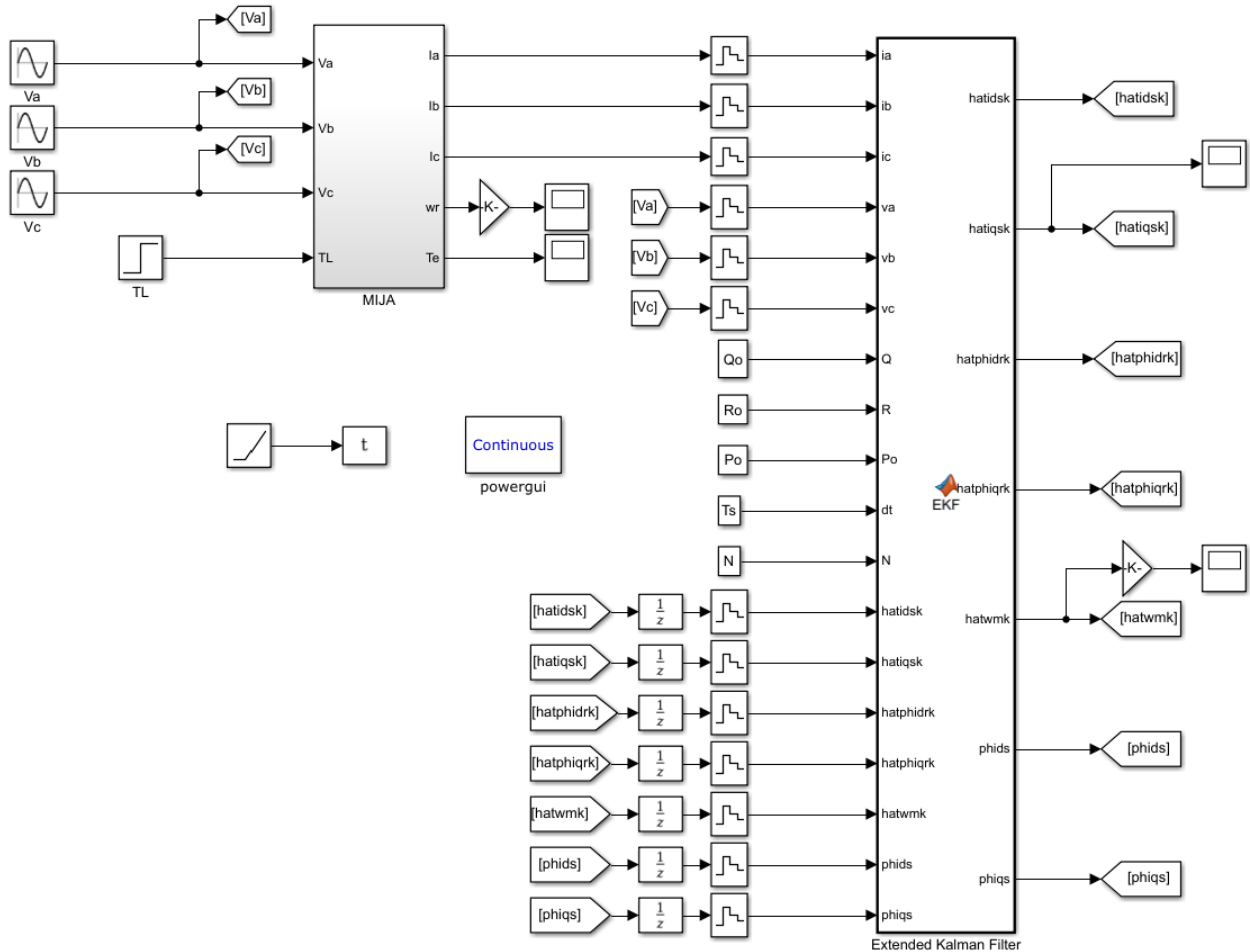 [Va]
Va
[Vb]
Vb
[Vc]
Vc
TL
Va
Vb
Vc
TL
Ia
Ib
Ic
wr
Te
MIJA
-K-
[Va]
[Vb]
[Vc]
Qo
Ro
Po
Ts
N
t
Continuous
powergui
[hatidsk]
1
z
[hatiqsk]
1
z
[hatphidrk]
1
z
[hatphiqrk]
1
z
[hatwmk]
1
z
[phids]
1
z
[phiqs]
1
z
ia
ib
ic
va
vb
vc
Q
R
Po
dt
N
hatidsk
hatiqsk
hatphidrk
hatphiqrk
hatwmk
phids
phiqs
EKF
hatidsk
hatiqsk
hatphidrk
hatphiqrk
hatwmk
phids
phiqs
Extended Kalman Filter
[hatidsk]
[hatiqsk]
[hatphidrk]
[hatphiqrk]
-K-
[hatwmk]
[phids]
[phiqs]